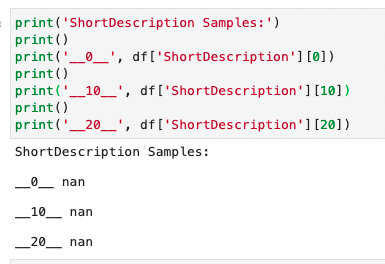 print('ShortDescription Samples:')
print()
print('__0__', df['ShortDescription'][0])
print()
print('__10__', df['ShortDescription'][10])
print()
print('__20__', df['ShortDescription'][20])
ShortDescription Samples:
__0__ nan
__10__ nan
__20__ nan